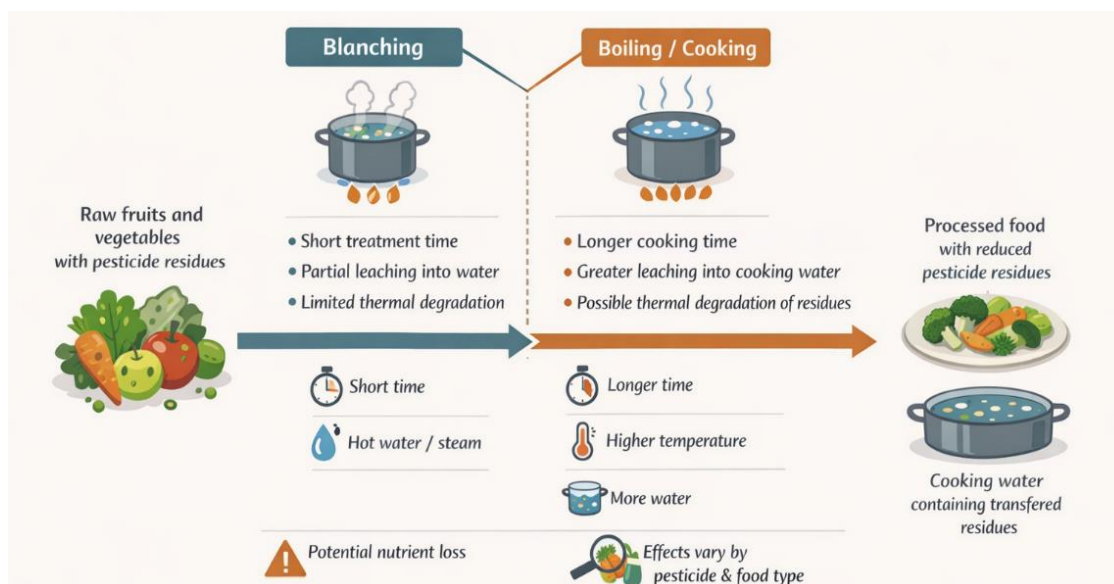 Blanching
Boiling / Cooking
Raw fruits and
vegetables
with pesticide residues
• Short treatment time
• Partial leaching into water
• Limited thermal degradation
• Longer cooking time
• Greater leaching into cooking water
• Possible thermal degradation of residues
Short time
Hot water / steam
Longer time
Higher temperature
More water
Processed food
with reduced
pesticide residues
Cooking water
containing transfered
residues
Potential nutrient loss
Effects vary by
pesticide & food type